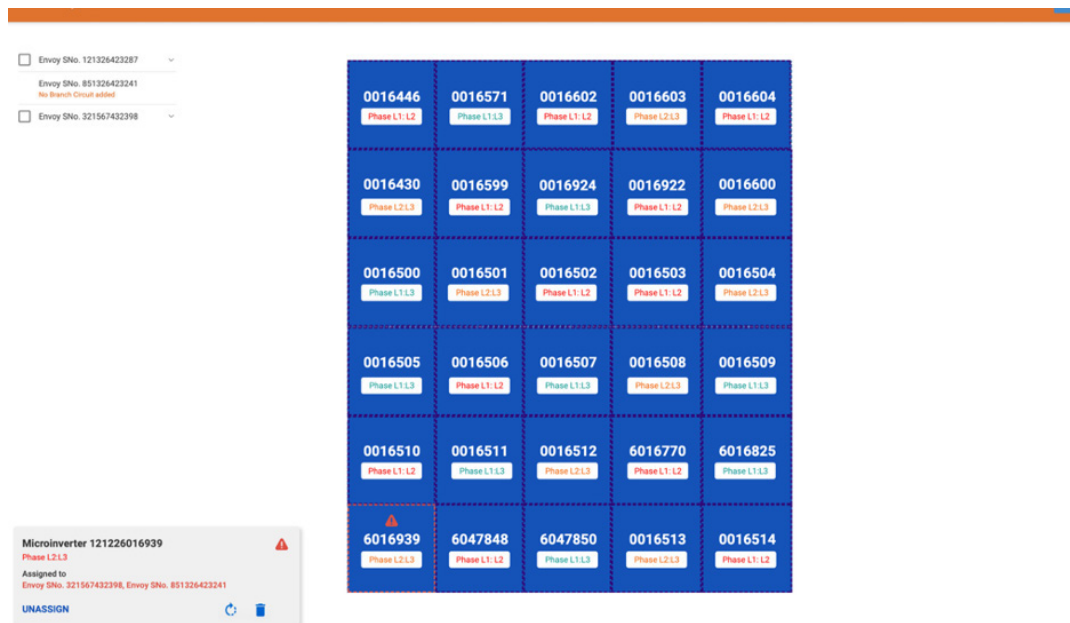 Envoy SNo. 121326423287
Envoy SNo. 851326423241
No Branch Circuit added
Envoy SNo. 321567432398
0016446 0016571 0016602 0016603 0016604
Phase L1: L2 Phase L1:L3 Phase L1: L2 Phase L2:L3 Phase L1: L2
0016430 0016599 0016924 0016922 0016600
Phase L2:L3 Phase L1: L2 Phase L1:L3 Phase L1: L2 Phase L2:L3
0016500 0016501 0016502 0016503 0016504
Phase L1:L3 Phase L2:L3 Phase L1: L2 Phase L1: L2 Phase L2:L3
0016505 0016506 0016507 0016508 0016509
Phase L1:L3 Phase L1: L2 Phase L1:L3 Phase L2:L3 Phase L1:L3
0016510 0016511 0016512 6016770 6016825
Phase L1: L2 Phase L1:L3 Phase L2:L3 Phase L1: L2 Phase L1:L3
6016939 6047848 6047850 0016513 0016514
Phase L2:L3 Phase L1: L2 Phase L1:L3 Phase L2:L3 Phase L1: L2
Microinverter 121226016939
Phase L2:L3
Assigned to
Envoy SNo. 321567432398, Envoy SNo. 851326423241
UNASSIGN